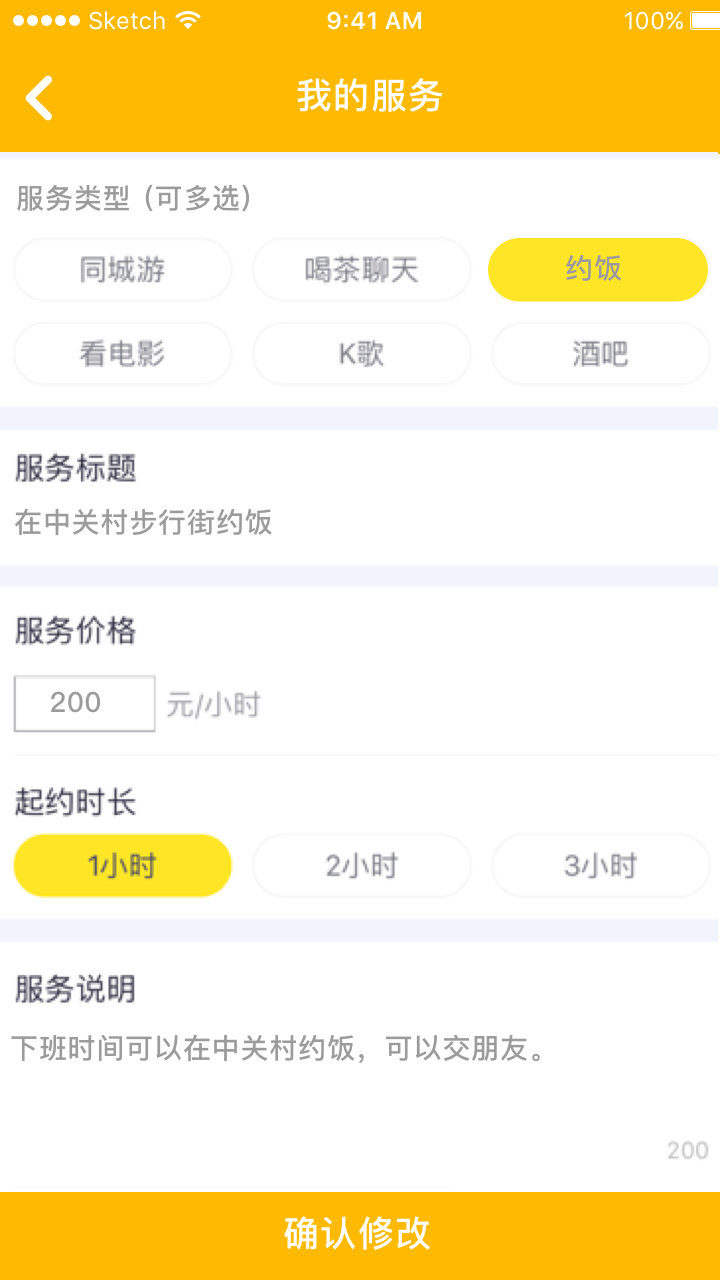 Sketch 9:41 AM 100%
我的服务
服务类型（可多选）
同城游 喝茶聊天 约饭
看电影 K歌 酒吧
服务标题
在中关村步行街约饭
服务价格
200 元/小时
起约时长
1小时 2小时 3小时
服务说明
下班时间可以在中关村约饭，可以交朋友。
200
确认修改